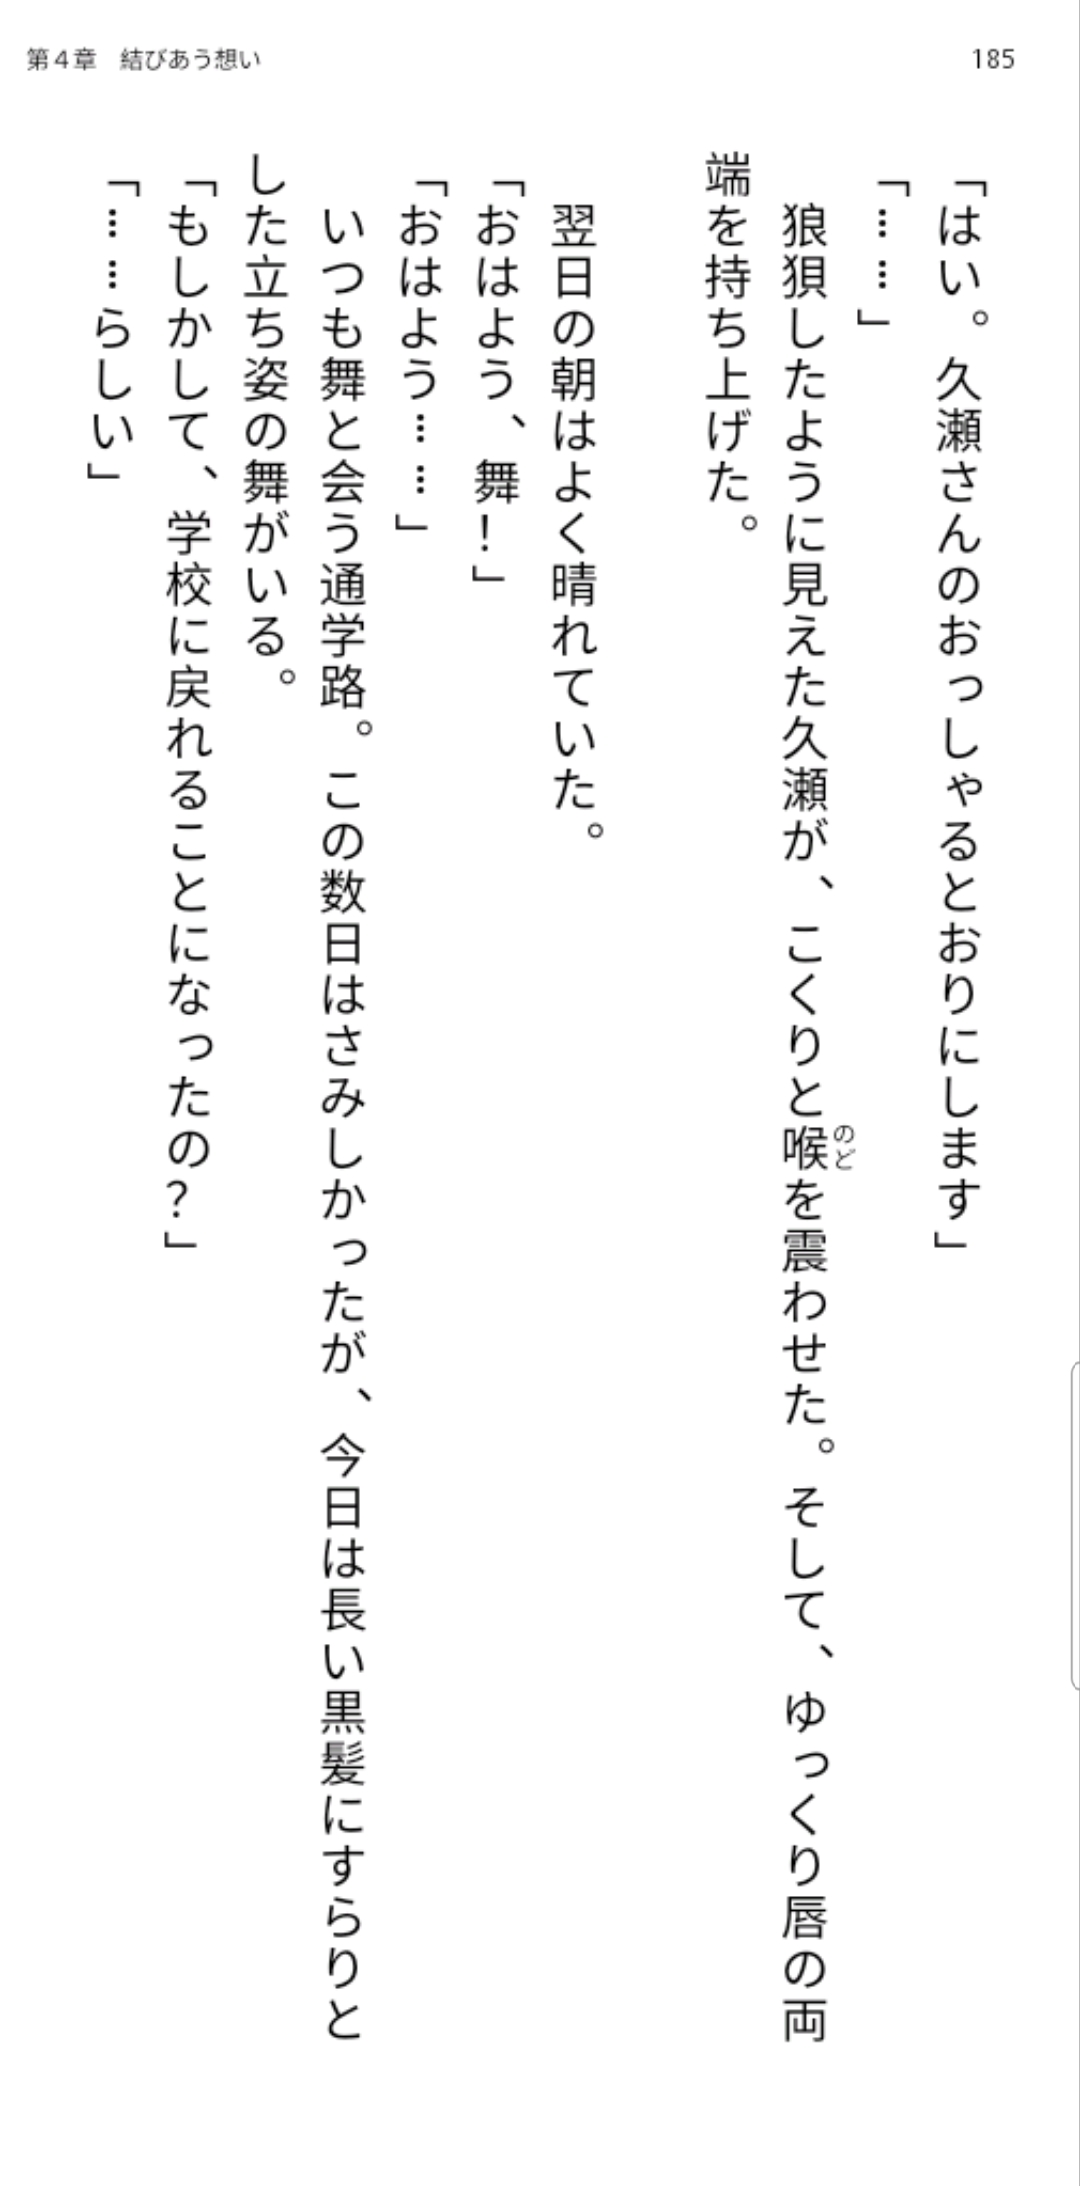 第４章　結びあう想い
185
「はい。久瀬さんのおっしゃるとおりにします」
「……」
　狼狽したように見えた久瀬が、こくりと喉を震わせた。そして、ゆっくり唇の両
のど
端を持ち上げた。
　翌日の朝はよく晴れていた。
「おはよう、舞！」
「おはよう……」
　いつも舞と会う通学路。この数日はさみしかったが、今日は長い黒髪にすらりと
した立ち姿の舞がいる。
「もしかして、学校に戻れることになったの？」
「……らしい」